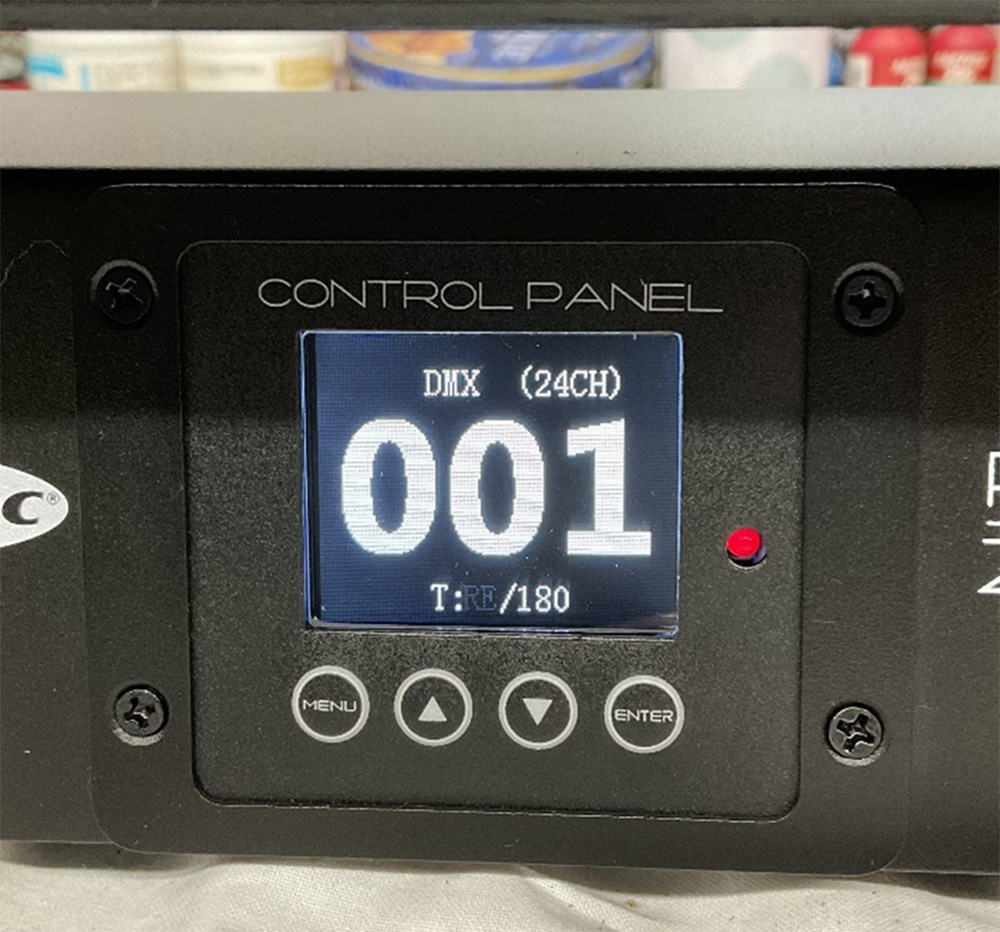 CONTROL PANEL
DMX (24CH)
001
T:RE/180
MENU
ENTER
C®